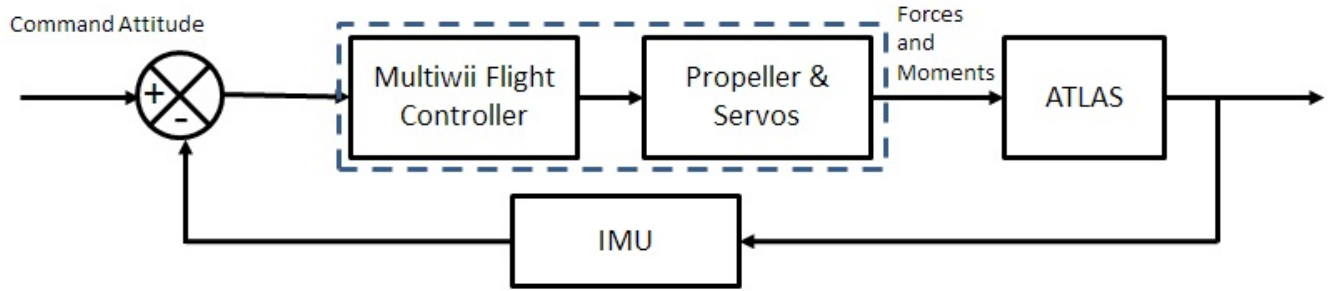 Command Attitude
+
-
Multiwii Flight
Controller
Propeller &
Servos
Forces
and
Moments
ATLAS
IMU